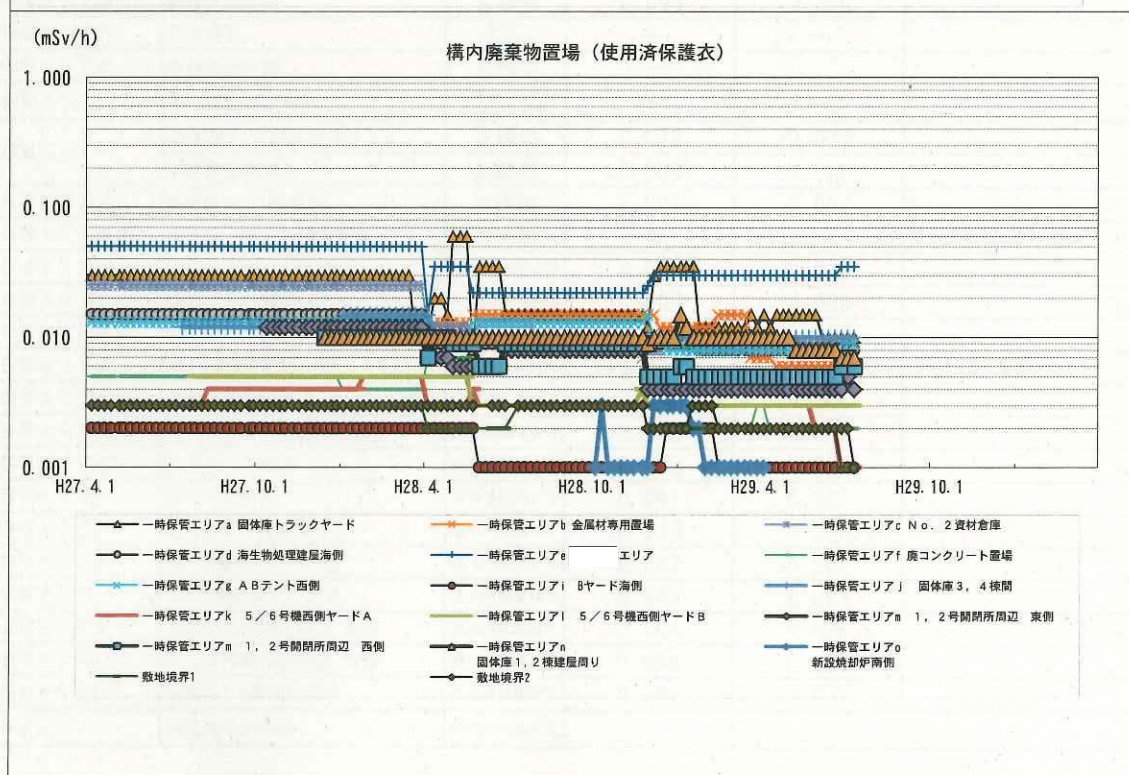 (mSv/h)
構内廃棄物置場（使用済保護衣）
1.000
0.100
0.010
0.001
H27.4.1 H27.10.1 H28.4.1 H28.10.1 H29.4.1 H29.10.1
一時保管エリアa 固体庫トラックヤード 一時保管エリアb 金属材専用置場 一時保管エリアc No．2資材倉庫
一時保管エリアd 海生物処理建屋海側 一時保管エリアe エリア 一時保管エリアf 廃コンクリート置場
一時保管エリアg ABテント西側 一時保管エリアi Bヤード海側 一時保管エリアj 固体庫3，4棟間
一時保管エリアk 5／6号機西側ヤードA 一時保管エリアl 5／6号機西側ヤードB 一時保管エリアm 1，2号開閉所周辺 東側
一時保管エリアm 1，2号開閉所周辺 西側 一時保管エリアn 一時保管エリアo
固体庫1,2棟建屋周り 新設焼却炉南側
敷地境界1 敷地境界2